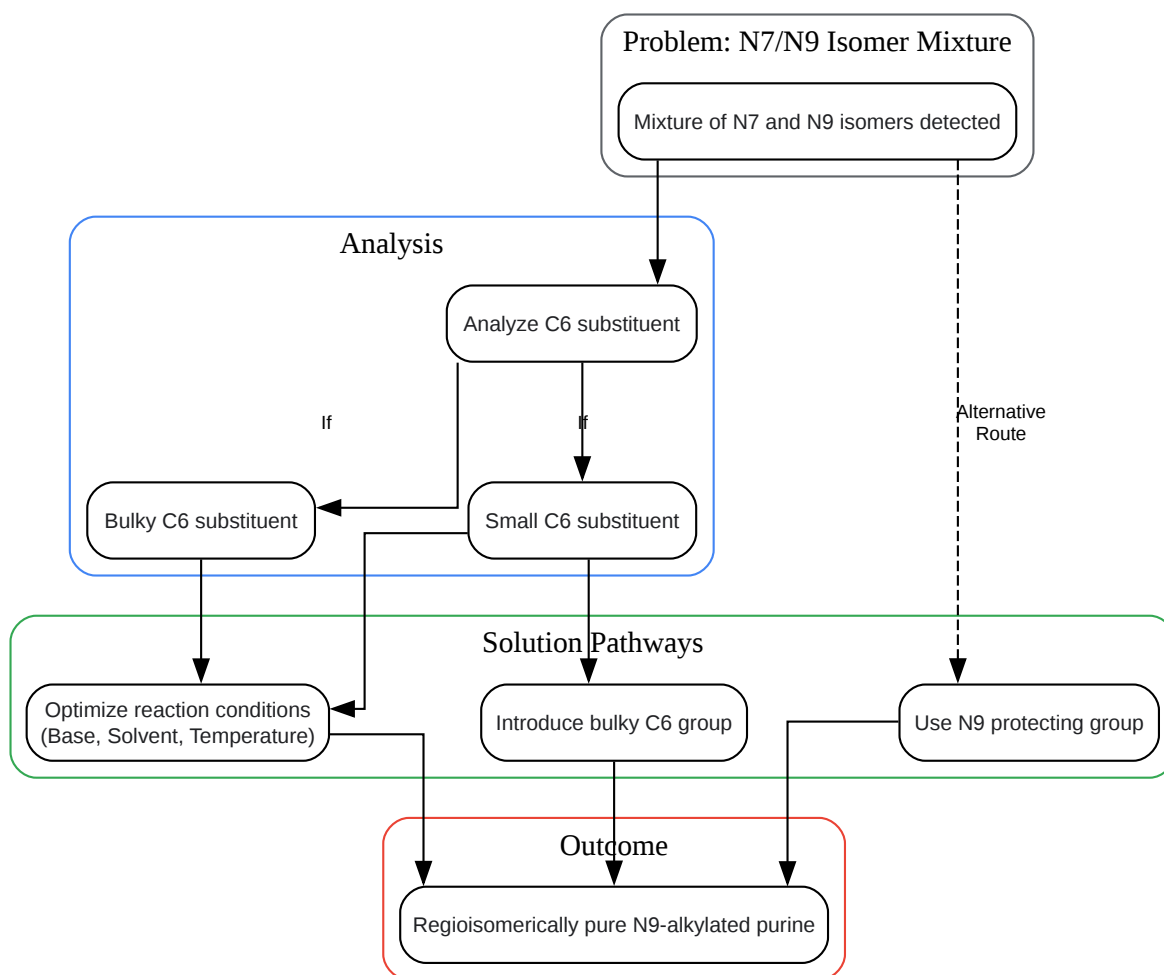 Problem: N7/N9 Isomer Mixture
Mixture of N7 and N9 isomers detected
Analysis
Analyze C6 substituent
If
If
Alternative
Route
Bulky C6 substituent
Small C6 substituent
Solution Pathways
Optimize reaction conditions
(Base, Solvent, Temperature)
Introduce bulky C6 group
Use N9 protecting group
Outcome
Regioisomerically pure N9-alkylated purine